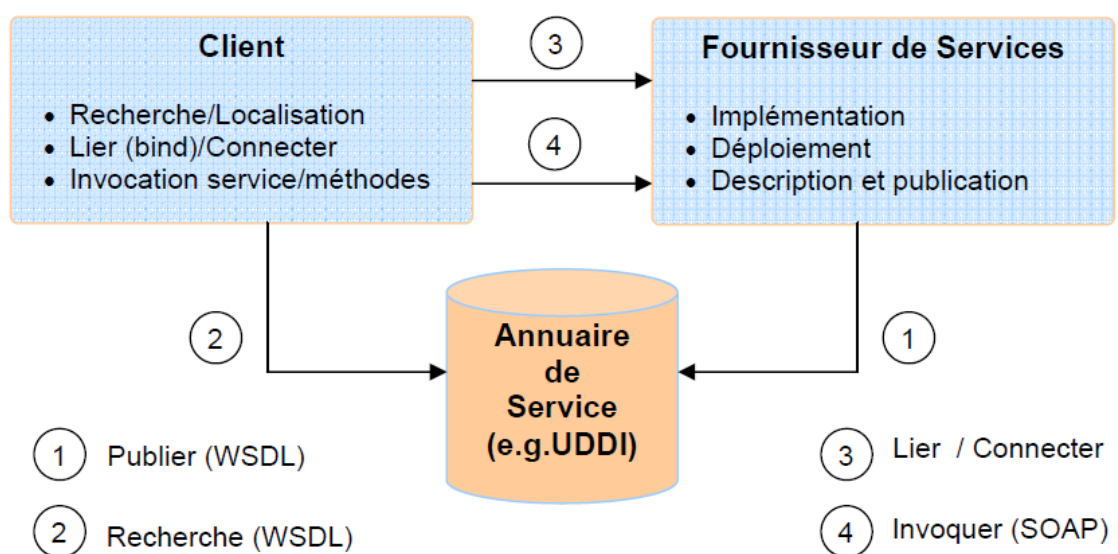 Client
• Recherche/Localisation
• Lier (bind)/Connecter
• Invocation service/méthodes
3
4
Fournisseur de Services
• Implémentation
• Déploiement
• Description et publication
2
Annuaire
de
Service
(e.g.UDDI)
1
1 Publier (WSDL)
2 Recherche (WSDL)
3 Lier / Connecter
4 Invoquer (SOAP)